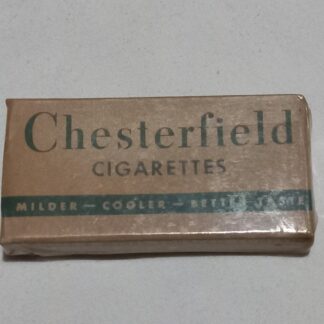 Chesterfield
CIGARETTES
MILDER — COOLER — BETTER TASTE